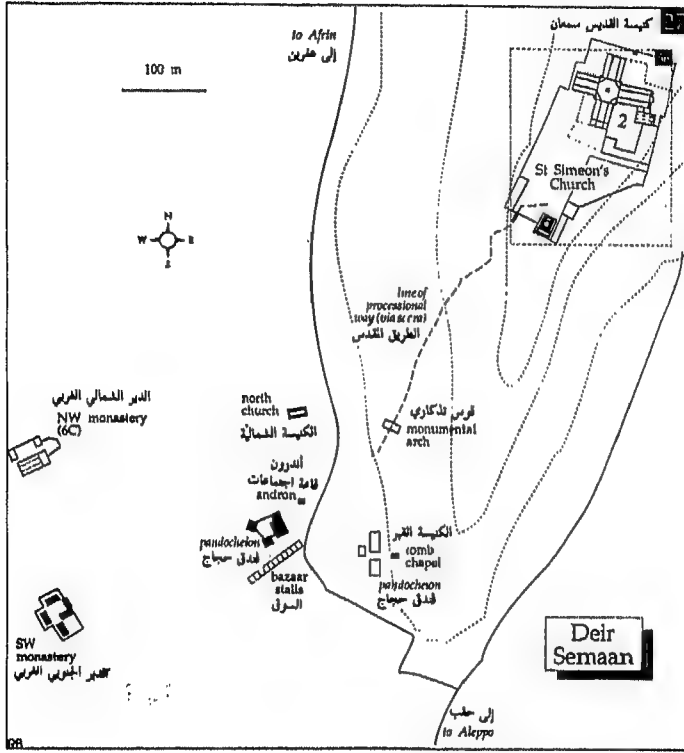 كنيسة القديس سمعان
to Afrin
إلى عفرين
100 m
2
St Simeon's
Church
N
W
E
S
line of
processional
way (via sacra)
الطريق المقدس
الدير الشمالي الغربي
NW monastery
(6C)
north
church
الكنيسة الشمالية
قوس تذكاري
monumental
arch
أندرون
قاعة اجتماعات
andron
pandocheion
فندق حجاج
bazaar
stalls
السوق
الكنيسة القبر
tomb
chapel
pandocheion
فندق حجاج
SW
monastery
الدير الجنوبي الغربي
Deir
Semaan
إلى حلب
to Aleppo